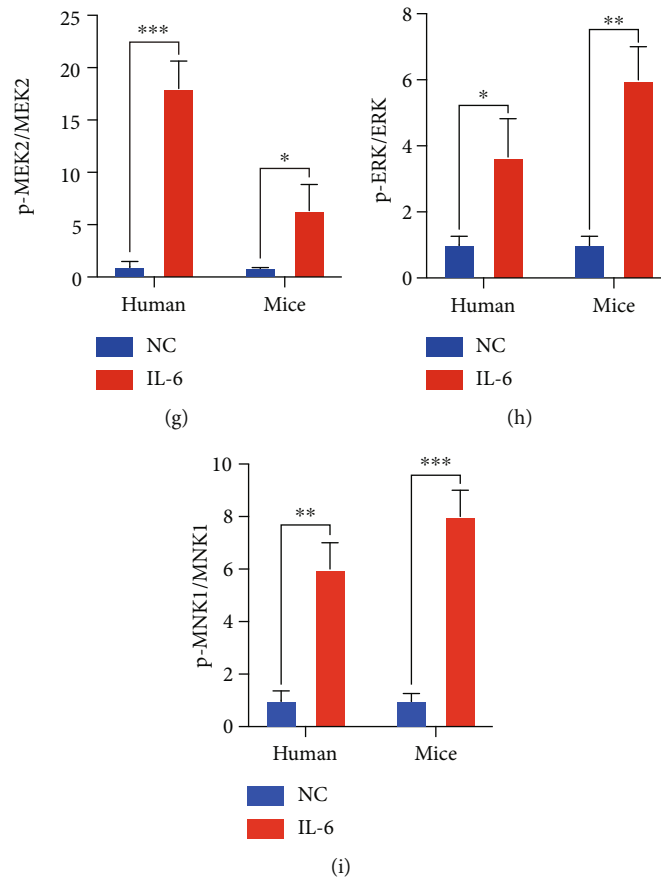 p-MEK2/MEK2
25
20
15
10
5
0
***
*
Human
Mice
NC
IL-6
(g)
p-ERK/ERK
8
6
4
2
0
*
**
Human
Mice
NC
IL-6
(h)
p-MNK1/MNK1
10
8
6
4
2
0
**
***
Human
Mice
NC
IL-6
(i)